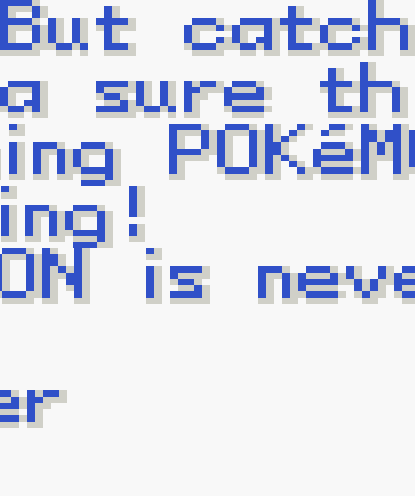 But catch
a sure th
ing POKéM
ing!
ON is neve
er